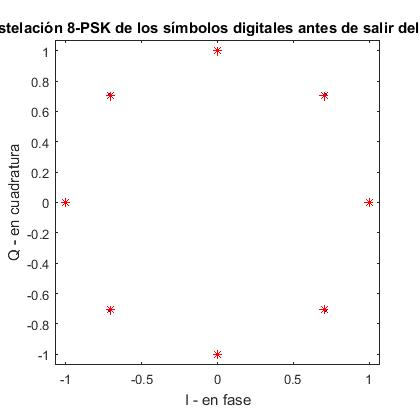 stelación 8-PSK de los símbolos digitales antes de salir del
1
0.8
0.6
0.4
0.2
0
-0.2
-0.4
-0.6
-0.8
-1
Q - en cuadratura
-1 -0.5 0 0.5 1
I - en fase